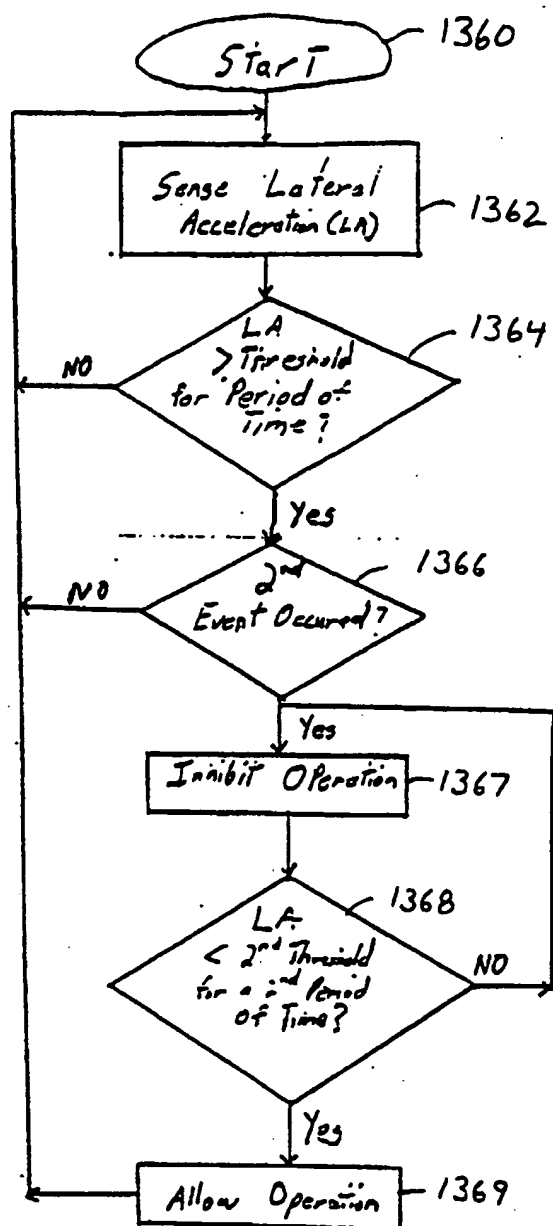 Start
1360
Sense Lateral
Acceleration (LA)
1362
LA
> Threshold
for Period of
Time?
1364
NO
Yes
2nd
Event Occured?
1366
NO
Yes
Inhibit Operation
1367
LA
< 2nd Threshold
for a 2nd Period
of Time?
1368
NO
Yes
Allow Operation
1369